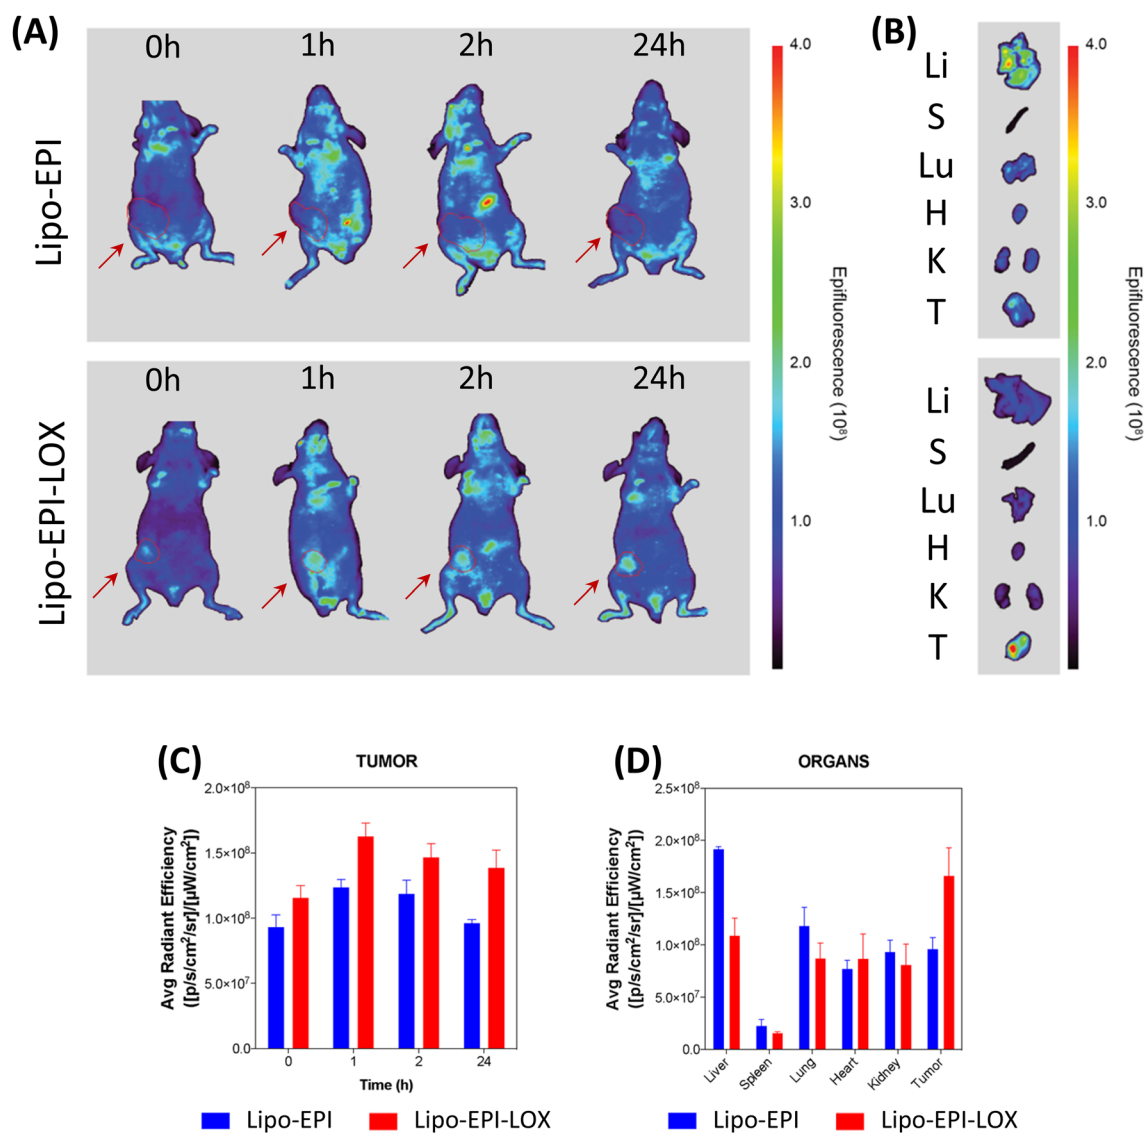 (A)
0h 1h 2h 24h
Lipo-EPI
0h 1h 2h 24h
Lipo-EPI-LOX
4.0
3.0
2.0
1.0
Epifluorescence (10⁸)
(B)
Li
S
Lu
H
K
T
Li
S
Lu
H
K
T
4.0
3.0
2.0
1.0
Epifluorescence (10⁸)
(C)
TUMOR
Avg Radiant Efficiency
([p/s/cm²/sr]/[µW/cm²])
2.0×10⁸
1.5×10⁸
1.0×10⁸
5.0×10⁷
0.0
0 1 2 24
Time (h)
Lipo-EPI Lipo-EPI-LOX
(D)
ORGANS
Avg Radiant Efficiency
([p/s/cm²/sr]/[µW/cm²])
2.5×10⁸
2.0×10⁸
1.5×10⁸
1.0×10⁸
5.0×10⁷
0.0
Liver Spleen Lung Heart Kidney Tumor
Lipo-EPI Lipo-EPI-LOX